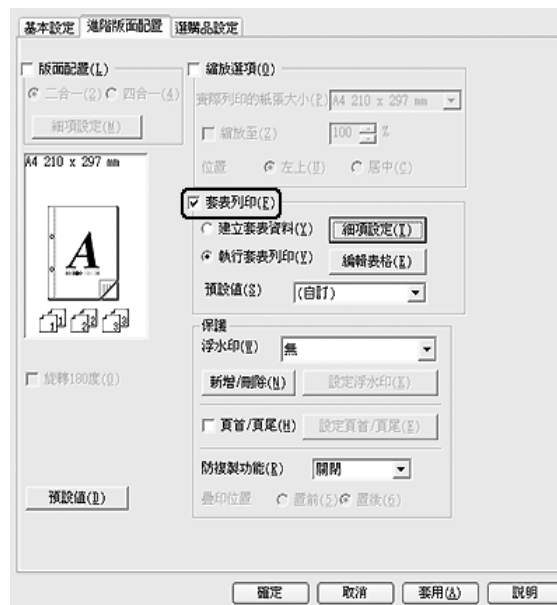 基本設定 進階版面配置 選購品設定
版面配置(L)
二合一(2) 四合一(4)
細項設定(M)
A4 210 x 297 mm
A
1 1 2 2 3 3
旋轉180度(0)
預設值(D)
縮放選項(O)
實際列印的紙張大小(P) A4 210 x 297 mm
縮放至(Z) 100 %
位置 左上(U) 居中(C)
套表列印(F)
建立套表資料(Y) 細項設定(I)
執行套表列印(V) 編輯表格(E)
預設值(S) (自訂)
保護
浮水印(W) 無
新增/刪除(N) 設定浮水印(K)
頁首/頁尾(H) 設定頁首/頁尾(E)
防複製功能(R) 關閉
疊印位置 置前(5) 置後(6)
確定 取消 套用(A) 說明